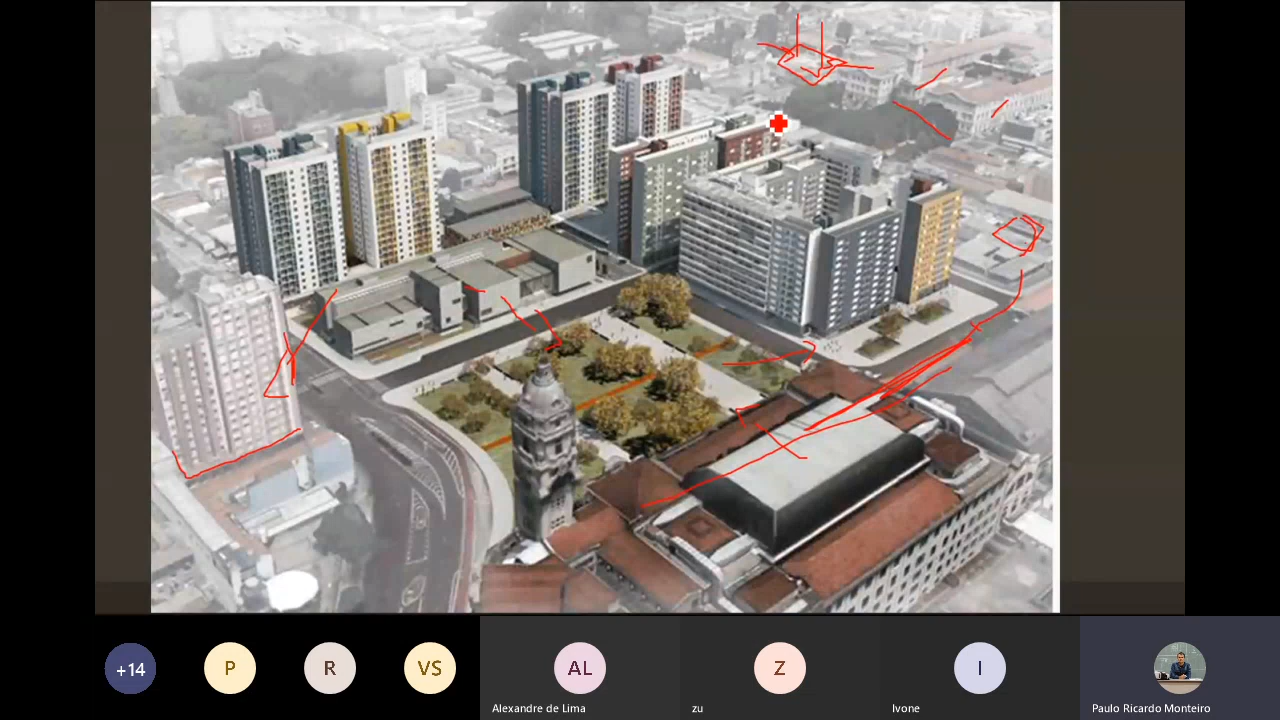 +14
P
R
VS
AL
Z
I
Alexandre de Lima
zu
Ivone
Paulo Ricardo Monteiro